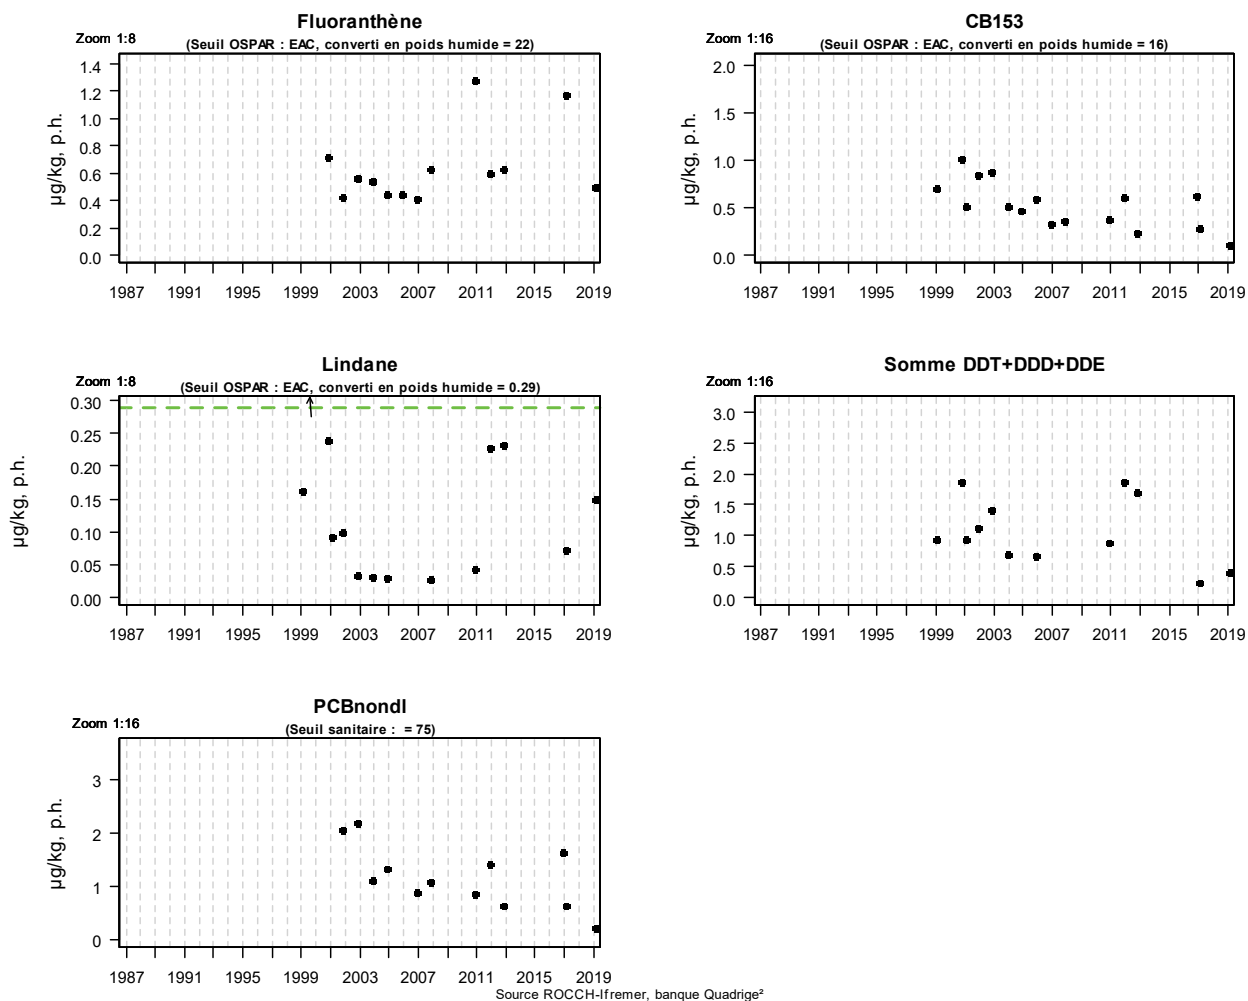 Fluoranthène
Zoom 1:8
(Seuil OSPAR : EAC, converti en poids humide = 22)
µg/kg, p.h.
1.4
1.2
1.0
0.8
0.6
0.4
0.2
0.0
1987 1991 1995 1999 2003 2007 2011 2015 2019
CB153
Zoom 1:16
(Seuil OSPAR : EAC, converti en poids humide = 16)
µg/kg, p.h.
2.0
1.5
1.0
0.5
0.0
1987 1991 1995 1999 2003 2007 2011 2015 2019
Lindane
Zoom 1:8
(Seuil OSPAR : EAC, converti en poids humide = 0.29)
µg/kg, p.h.
0.30
0.25
0.20
0.15
0.10
0.05
0.00
1987 1991 1995 1999 2003 2007 2011 2015 2019
Somme DDT+DDD+DDE
Zoom 1:16
µg/kg, p.h.
3.0
2.5
2.0
1.5
1.0
0.5
0.0
1987 1991 1995 1999 2003 2007 2011 2015 2019
PCBnondl
Zoom 1:16
(Seuil sanitaire :  = 75)
µg/kg, p.h.
3
2
1
0
1987 1991 1995 1999 2003 2007 2011 2015 2019
Source ROCCH-Ifremer, banque Quadrige²